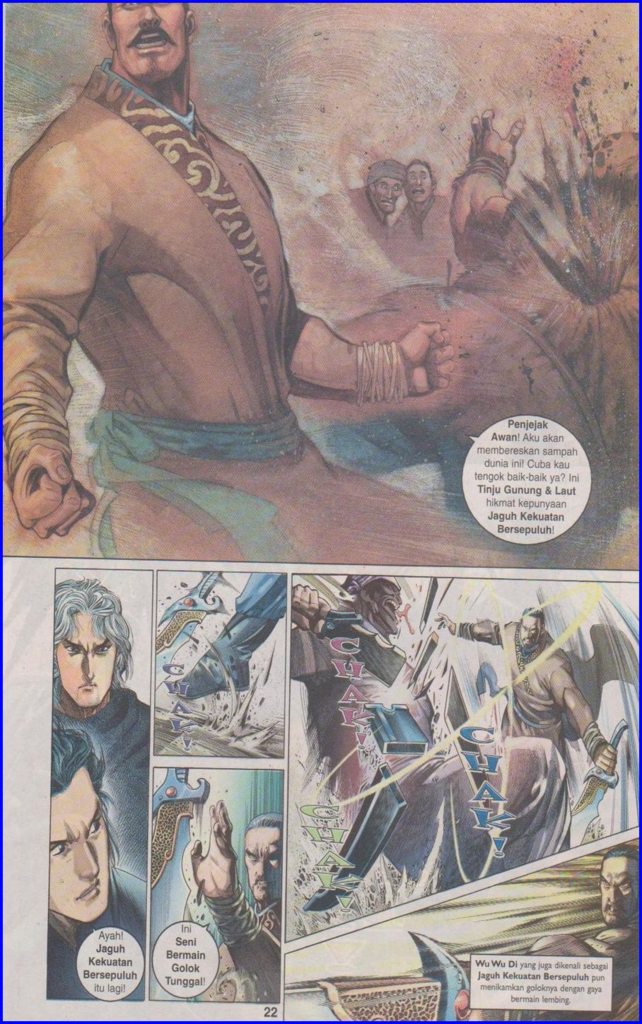 Penjejak
Awan! Aku akan
membereskan sampah
dunia ini! Cuba kau
tengok baik-baik ya? Ini
Tinju Gunung & Laut
hikmat kepunyaan
Jaguh Kekuatan
Bersepuluh!
CHAK!
CHAK!
CHAK!
CHAK!
Ayah!
Jaguh
Kekuatan
Bersepuluh
itu lagi!
Ini
Seni
Bermain
Golok
Tunggal!
Wu Wu Di yang juga dikenali sebagai
Jaguh Kekuatan Bersepuluh pun
menikamkan goloknya dengan gaya
bermain lembing.
22